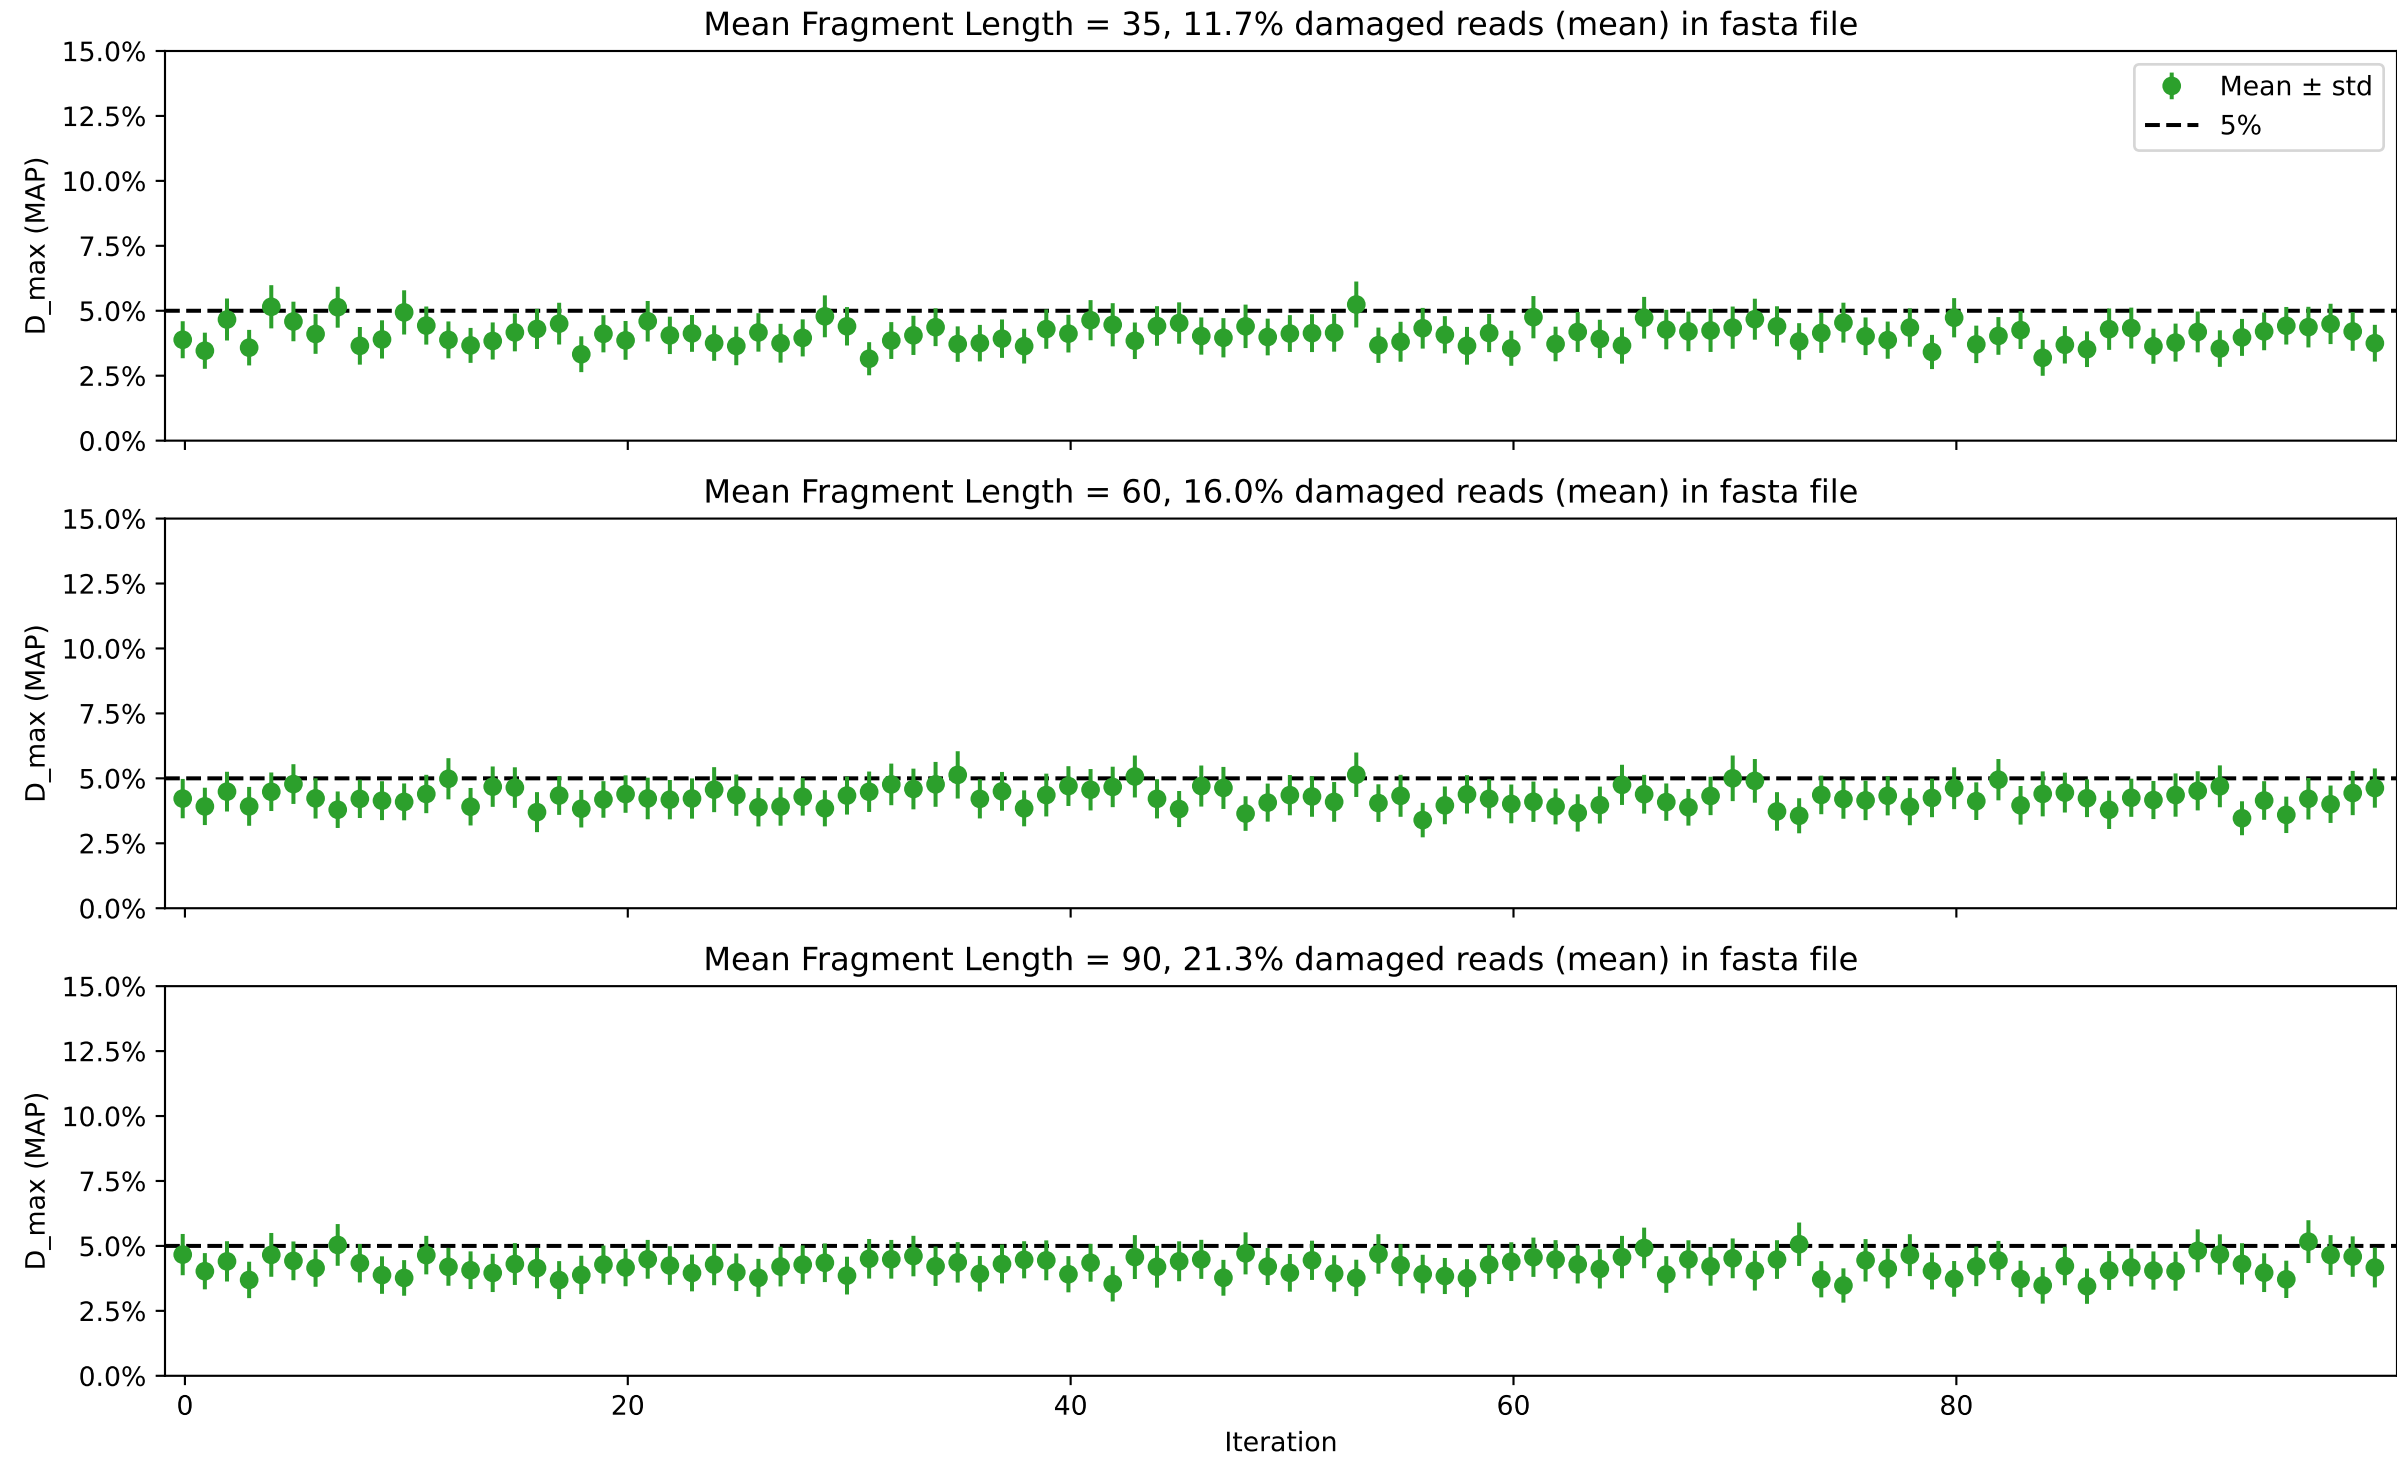 Mean Fragment Length = 35, 11.7% damaged reads (mean) in fasta file
15.0%
12.5%
10.0%
7.5%
5.0%
2.5%
0.0%
D_max (MAP)
Mean ± std
5%
Mean Fragment Length = 60, 16.0% damaged reads (mean) in fasta file
15.0%
12.5%
10.0%
7.5%
5.0%
2.5%
0.0%
D_max (MAP)
Mean Fragment Length = 90, 21.3% damaged reads (mean) in fasta file
15.0%
12.5%
10.0%
7.5%
5.0%
2.5%
0.0%
D_max (MAP)
0 20 40 60 80
Iteration